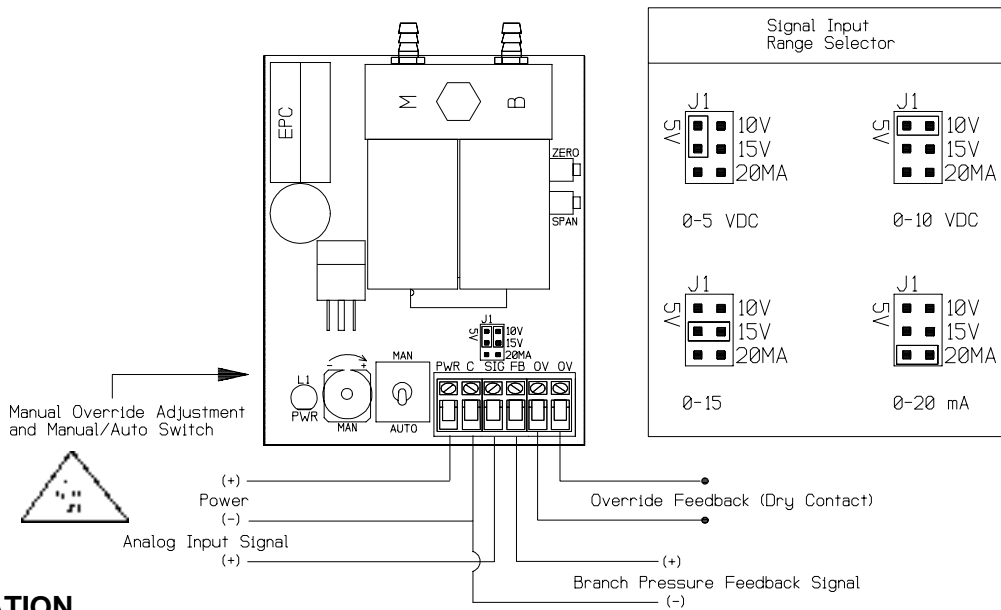 Signal Input
Range Selector
M
B
EPC
ZERO
SPAN
J1
5V
10V
15V
20MA
0-5 VDC
J1
5V
10V
15V
20MA
0-10 VDC
J1
5V
10V
15V
20MA
0-15
J1
5V
10V
15V
20MA
0-20 mA
J1
5V
10V
15V
20MA
MAN
PWR C SIG FB OV OV
L1
PWR
- +
MAN
AUTO
Manual Override Adjustment
and Manual/Auto Switch
(+)
Power
(-)
Analog Input Signal
(+)
Override Feedback (Dry Contact)
(+)
Branch Pressure Feedback Signal
(-)